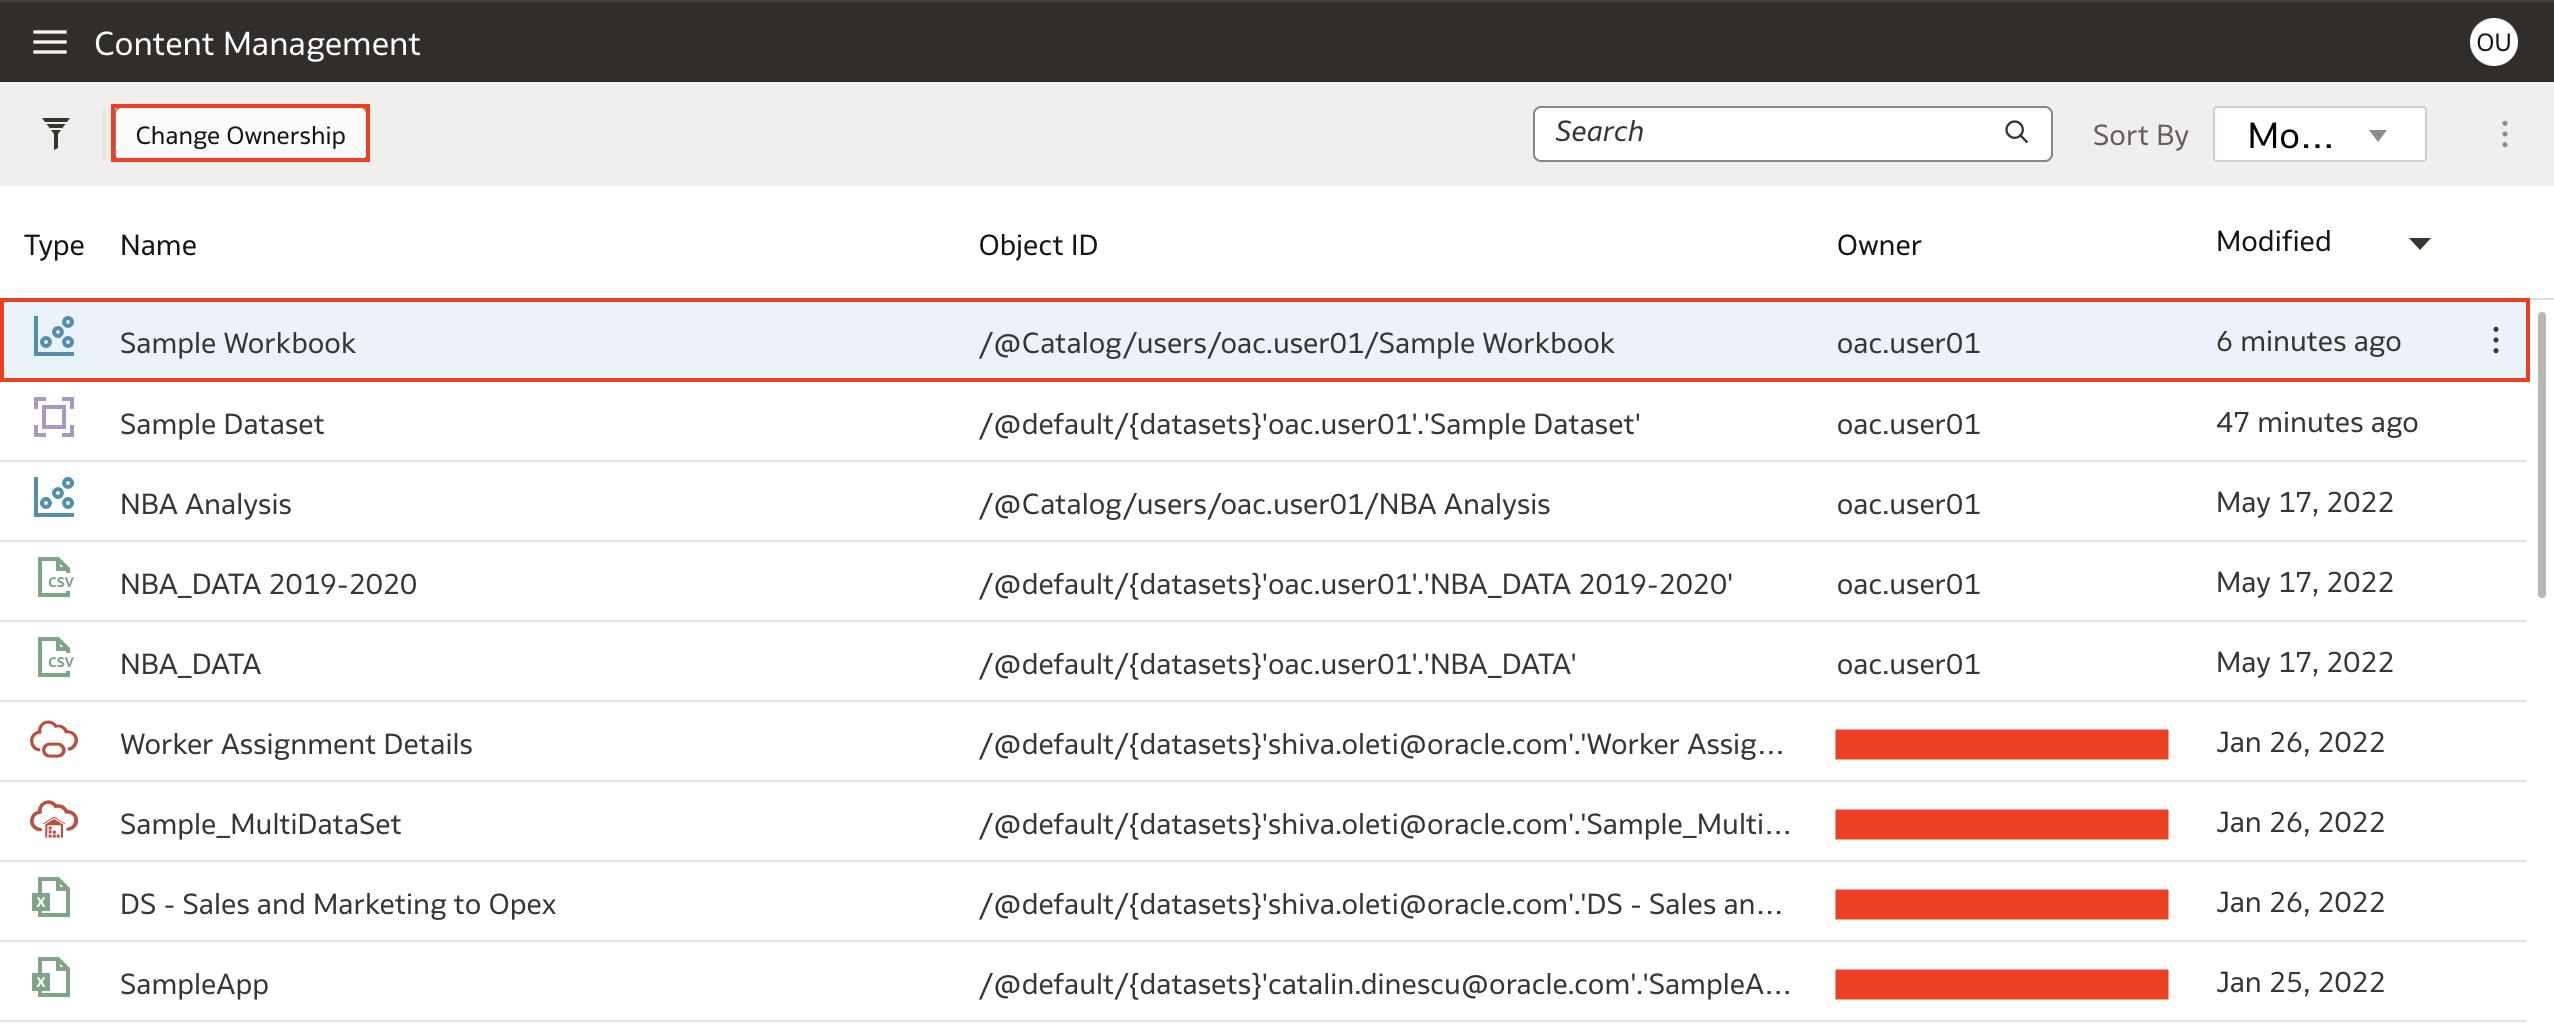 Content Management OU
Change Ownership Search Sort By Mo...
Type Name Object ID Owner Modified
Sample Workbook /@Catalog/users/oac.user01/Sample Workbook oac.user01 6 minutes ago
Sample Dataset /@default/{datasets}'oac.user01'.'Sample Dataset' oac.user01 47 minutes ago
NBA Analysis /@Catalog/users/oac.user01/NBA Analysis oac.user01 May 17, 2022
CSV NBA_DATA 2019-2020 /@default/{datasets}'oac.user01'.'NBA_DATA 2019-2020' oac.user01 May 17, 2022
CSV NBA_DATA /@default/{datasets}'oac.user01'.'NBA_DATA' oac.user01 May 17, 2022
Worker Assignment Details /@default/{datasets}'shiva.oleti@oracle.com'.'Worker Assig... Jan 26, 2022
Sample_MultiDataSet /@default/{datasets}'shiva.oleti@oracle.com'.'Sample_Multi... Jan 26, 2022
X DS - Sales and Marketing to Opex /@default/{datasets}'shiva.oleti@oracle.com'.'DS - Sales an... Jan 26, 2022
X SampleApp /@default/{datasets}'catalin.dinescu@oracle.com'.'SampleA... Jan 25, 2022